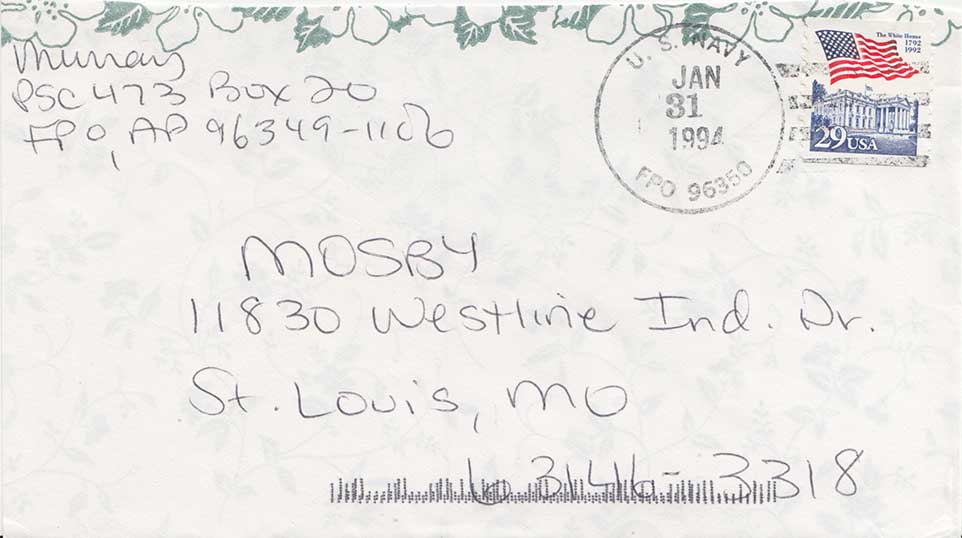 Murray
PSC 473 Box 20
FPO, AP 96349-1106
U. S. NAVY
JAN
31
1994
FPO 96350
The White House
1792
1992
29 USA
MOSBY
11830 Westline Ind. Dr.
St. Louis, MO
63146-3318